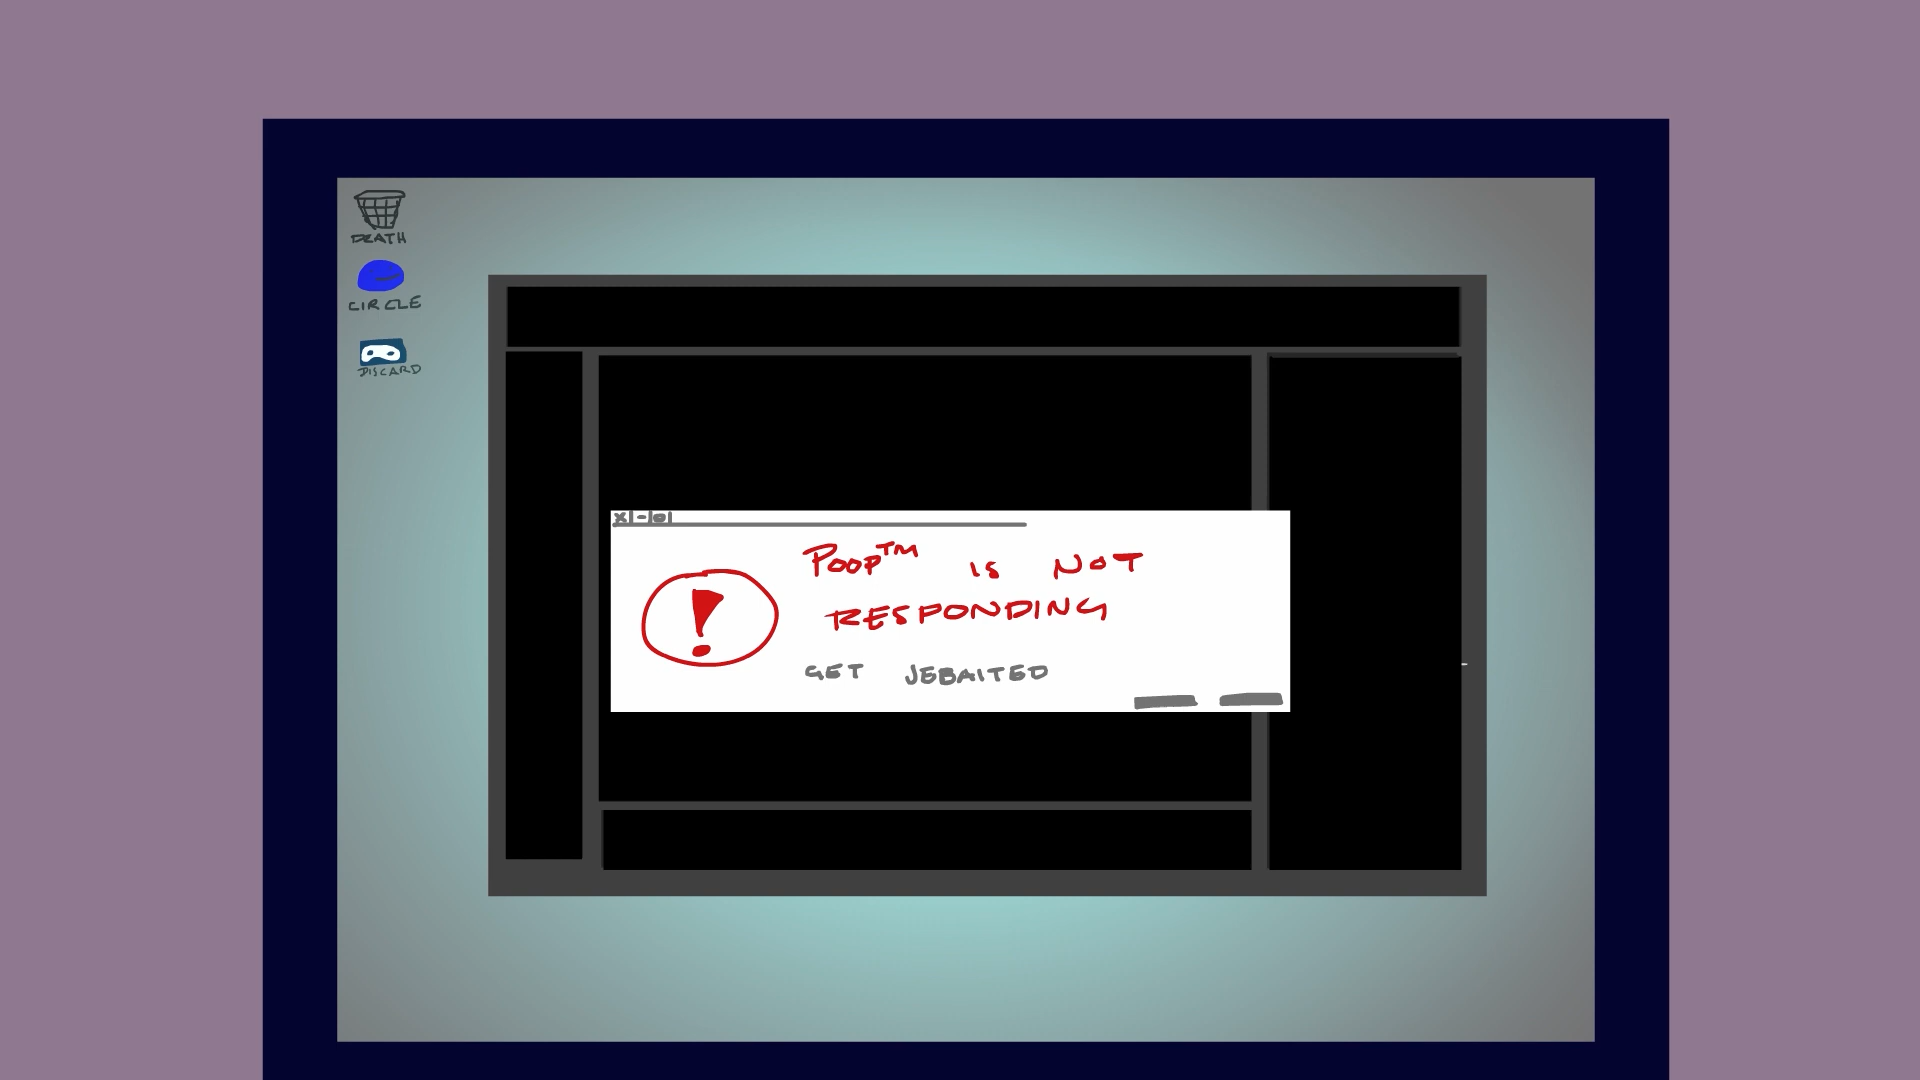 DEATH
CIRCLE
DISCARD
X|-|o|
Poop™ IS NOT
RESPONDING
!
GET JEBAITED